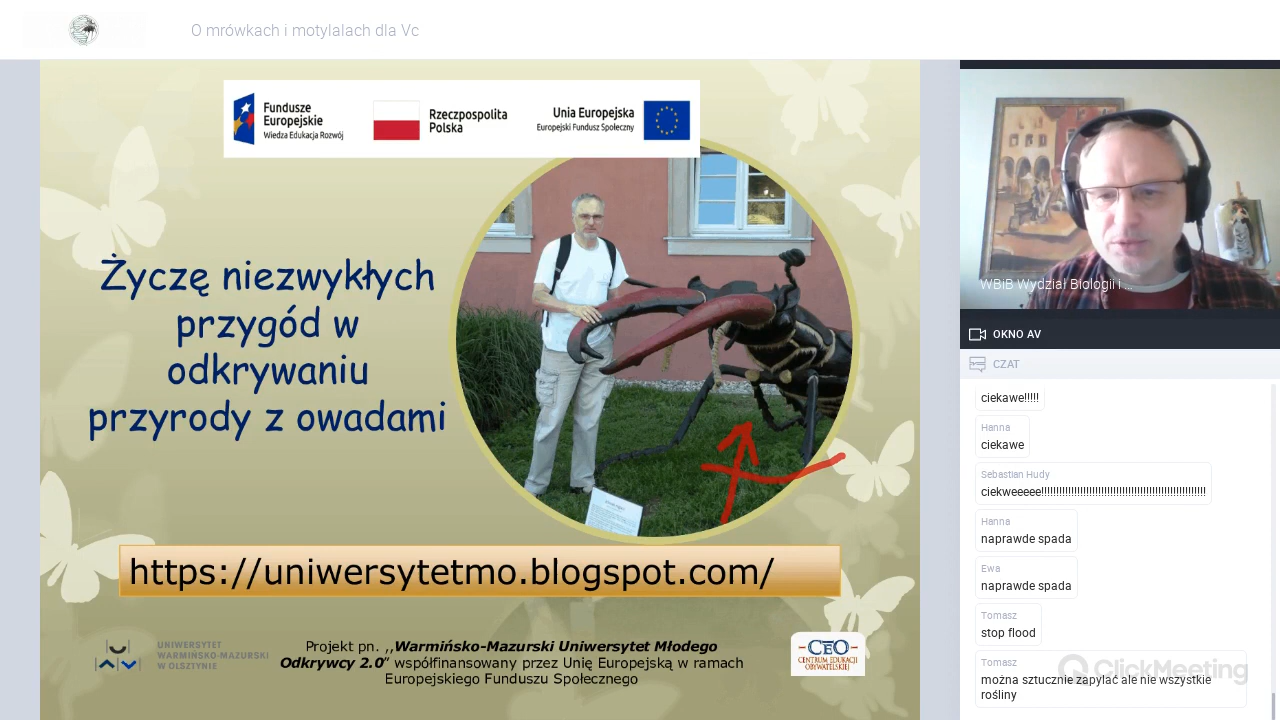 O mrówkach i motylalach dla Vc
Fundusze
Europejskie
Wiedza Edukacja Rozwój
Rzeczpospolita
Polska
Unia Europejska
Europejski Fundusz Społeczny
Życzę niezwykłych
przygód w
odkrywaniu
przyrody z owadami
https://uniwersytetmo.blogspot.com/
UNIWERSYTET
WARMIŃSKO-MAZURSKI
W OLSZTYNIE
Projekt pn. ,,Warmińsko-Mazurski Uniwersytet Młodego
Odkrywcy 2.0” współfinansowany przez Unię Europejską w ramach
Europejskiego Funduszu Społecznego
CEO
CENTRUM EDUKACJI
OBYWATELSKIEJ
WBiB Wydział Biologii i ...
OKNO AV
CZAT
ciekawe!!!!!
Hanna
ciekawe
Sebastian Hudy
ciekweeeee!!!!!!!!!!!!!!!!!!!!!!!!!!!!!!!!!!!!!!!!!!!!!!!!!!!!!!!
Hanna
naprawde spada
Ewa
naprawde spada
Tomasz
stop flood
Tomasz
można sztucznie zapylać ale nie wszystkie
rośliny
ClickMeeting